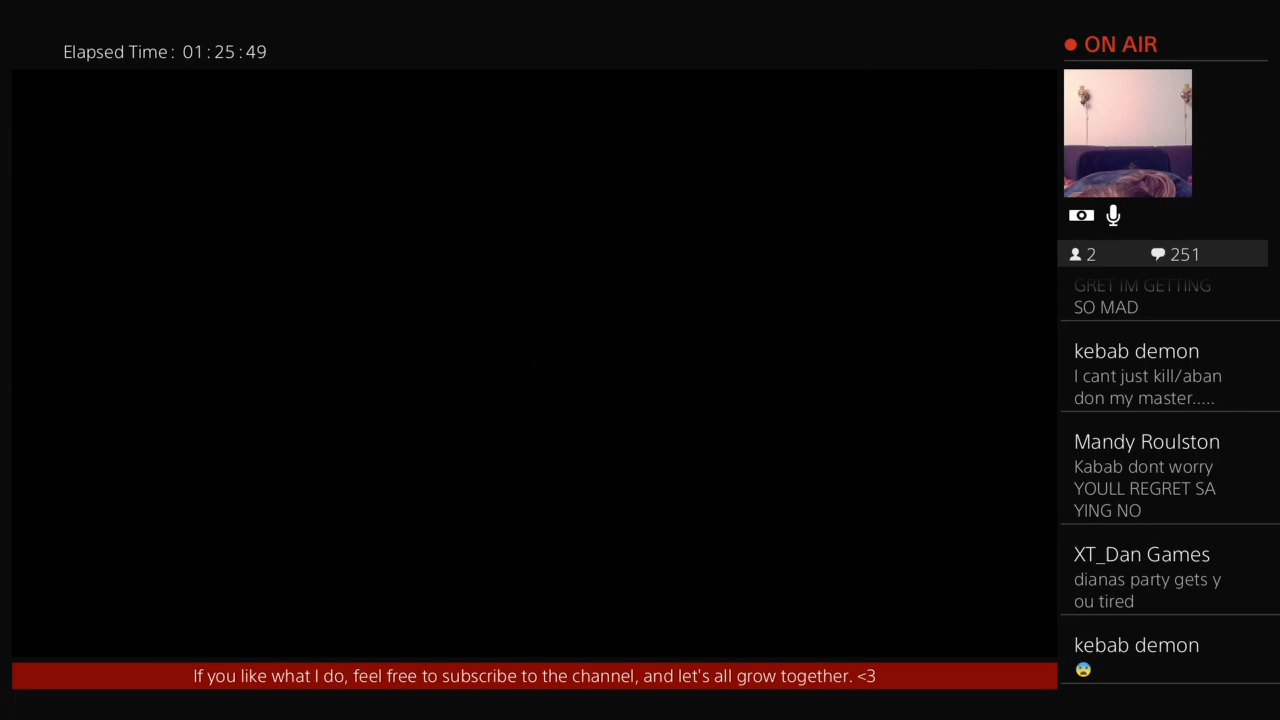 Elapsed Time: 01:25:49
ON AIR
2 251
GRET IM GETTING
SO MAD
kebab demon
I cant just kill/aban
don my master.....
Mandy Roulston
Kabab dont worry
YOULL REGRET SA
YING NO
XT_Dan Games
dianas party gets y
ou tired
kebab demon
😨
If you like what I do, feel free to subscribe to the channel, and let's all grow together. <3